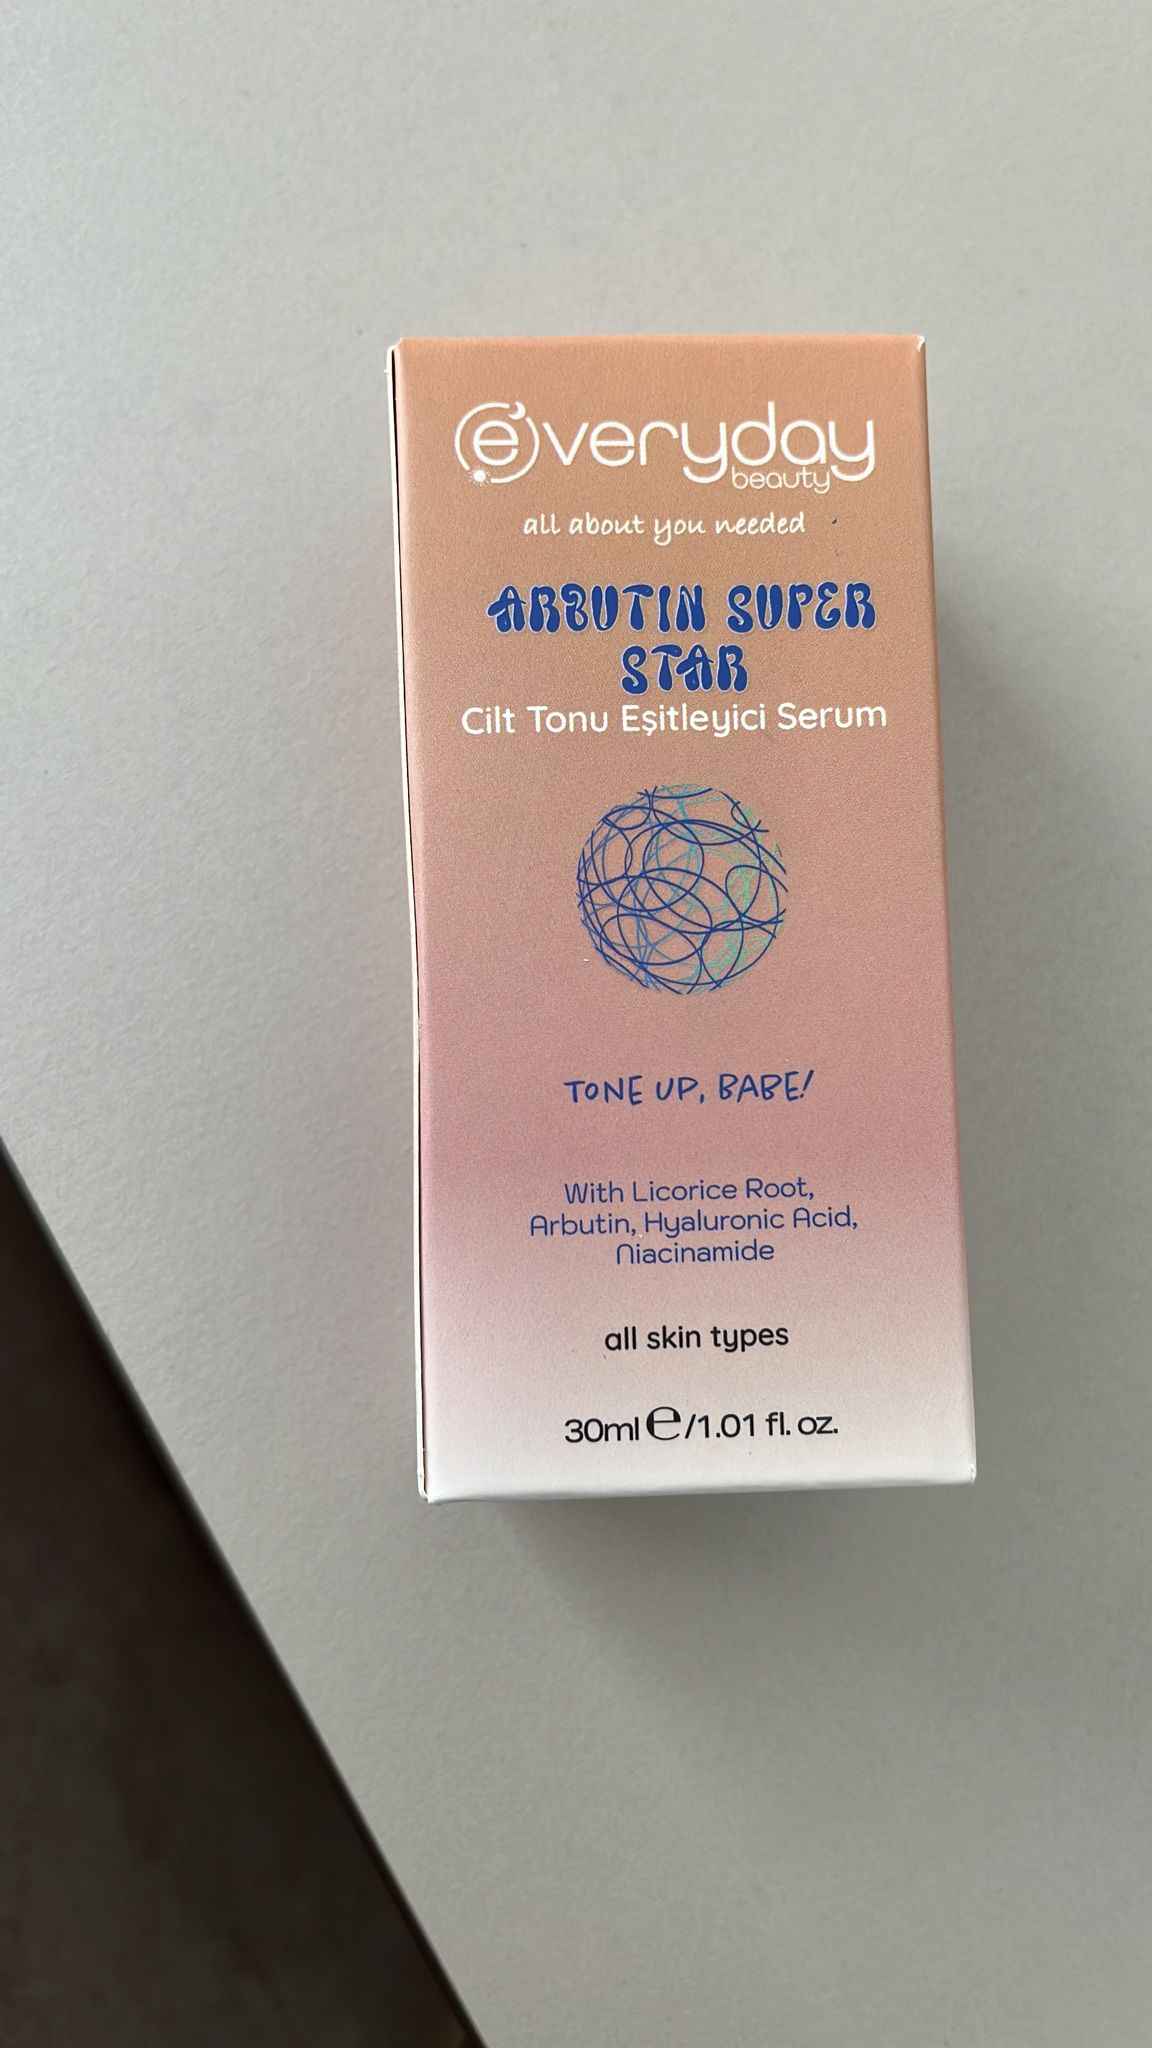 everyday
beauty
all about you needed
ARBUTIN SUPER
STAR
Cilt Tonu Eşitleyici Serum
TONE UP, BABE!
With Licorice Root,
Arbutin, Hyaluronic Acid,
Niacinamide
all skin types
30ml e/1.01 fl. oz.